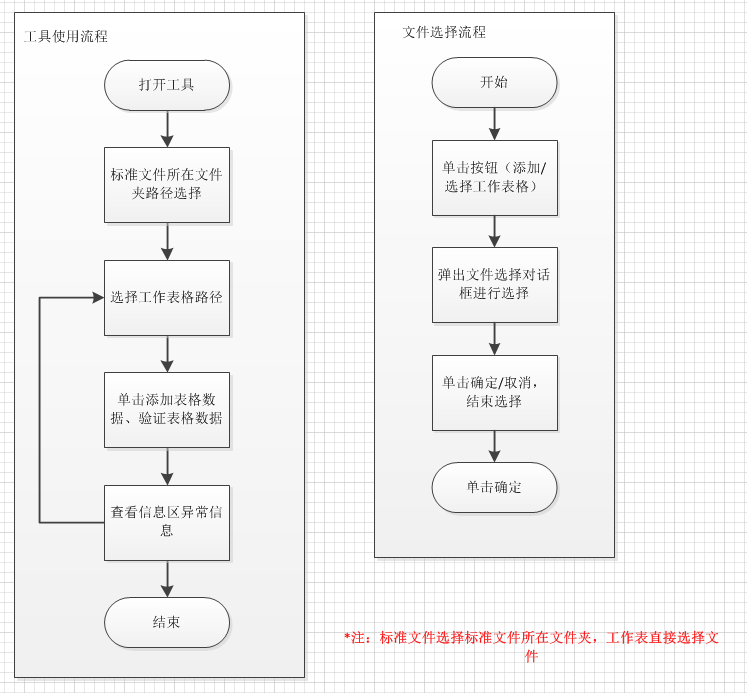 工具使用流程
打开工具
标准文件所在文件
夹路径选择
选择工作表格路径
单击添加表格数
据、验证表格数据
查看信息区异常信
息
结束
文件选择流程
开始
单击按钮（添加/
选择工作表格）
弹出文件选择对话
框进行选择
单击确定/取消，
结束选择
单击确定
*注：标准文件选择标准文件所在文件夹，工作表直接选择文
件